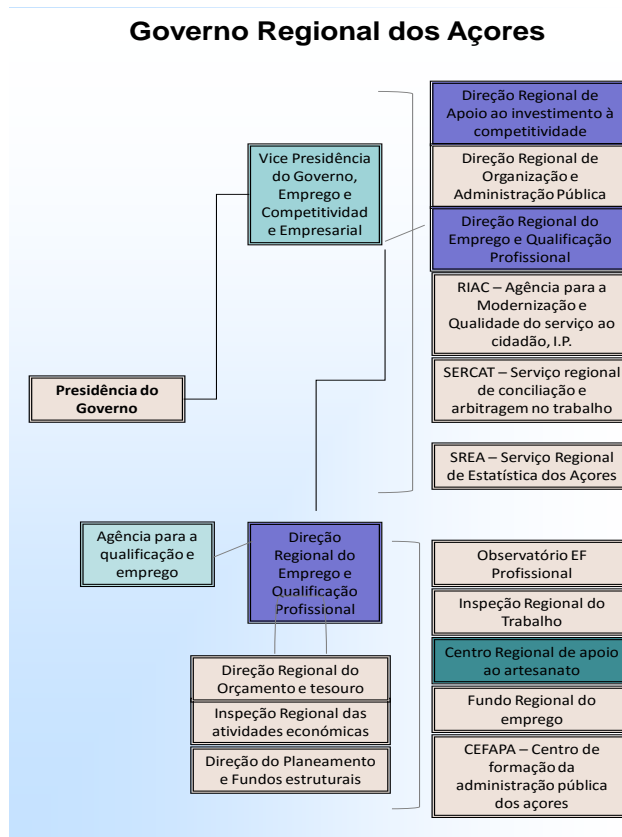 Governo Regional dos Açores
Direção Regional de
Apoio ao investimento à
competitividade
Vice Presidência
do Governo,
Emprego e
Competitividad
e Empresarial
Direção Regional de
Organização e
Administração Pública
Direção Regional do
Emprego e Qualificação
Profissional
RIAC – Agência para a
Modernização e
Qualidade do serviço ao
cidadão, I.P.
SERCAT – Serviço regional
de conciliação e
arbitragem no trabalho
Presidência do
Governo
SREA – Serviço Regional
de Estatística dos Açores
Agência para a
qualificação e
emprego
Direção
Regional do
Emprego e
Qualificação
Profissional
Observatório EF
Profissional
Inspeção Regional do
Trabalho
Centro Regional de apoio
ao artesanato
Direção Regional do
Orçamento e tesouro
Inspeção Regional das
atividades económicas
Direção do Planeamento
e Fundos estruturais
Fundo Regional do
emprego
CEFAPA – Centro de
formação da
administração pública
dos açores